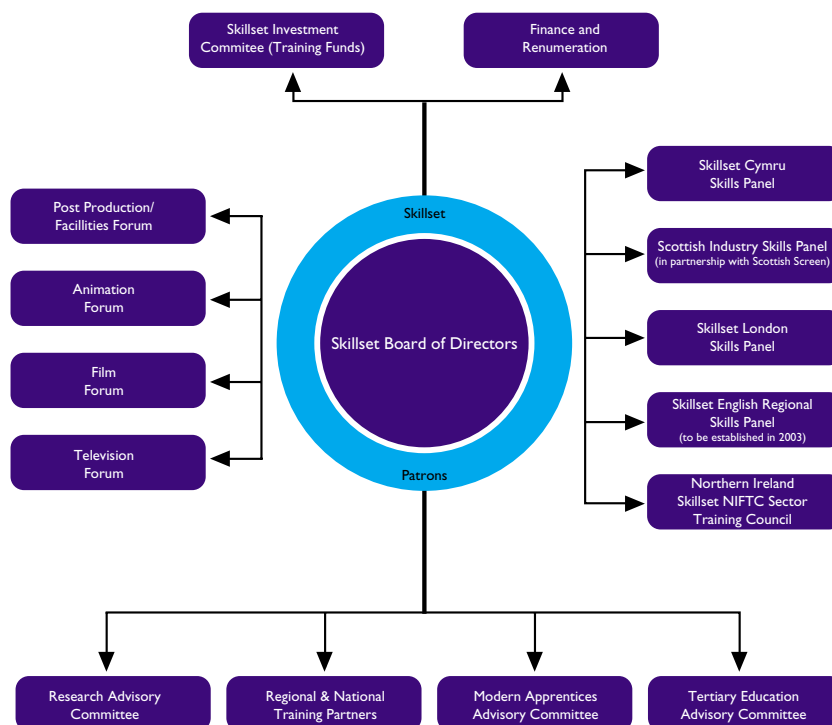 Skillset Investment
Commitee (Training Funds)
Finance and
Renumeration
Post Production/
Facillities Forum
Animation
Forum
Film
Forum
Television
Forum
Skillset
Skillset Board of Directors
Patrons
Skillset Cymru
Skills Panel
Scottish Industry Skills Panel
(in partnership with Scottish Screen)
Skillset London
Skills Panel
Skillset English Regional
Skills Panel
(to be established in 2003)
Northern Ireland
Skillset NIFTC Sector
Training Council
Research Advisory
Committee
Regional & National
Training Partners
Modern Apprentices
Advisory Committee
Tertiary Education
Advisory Committee